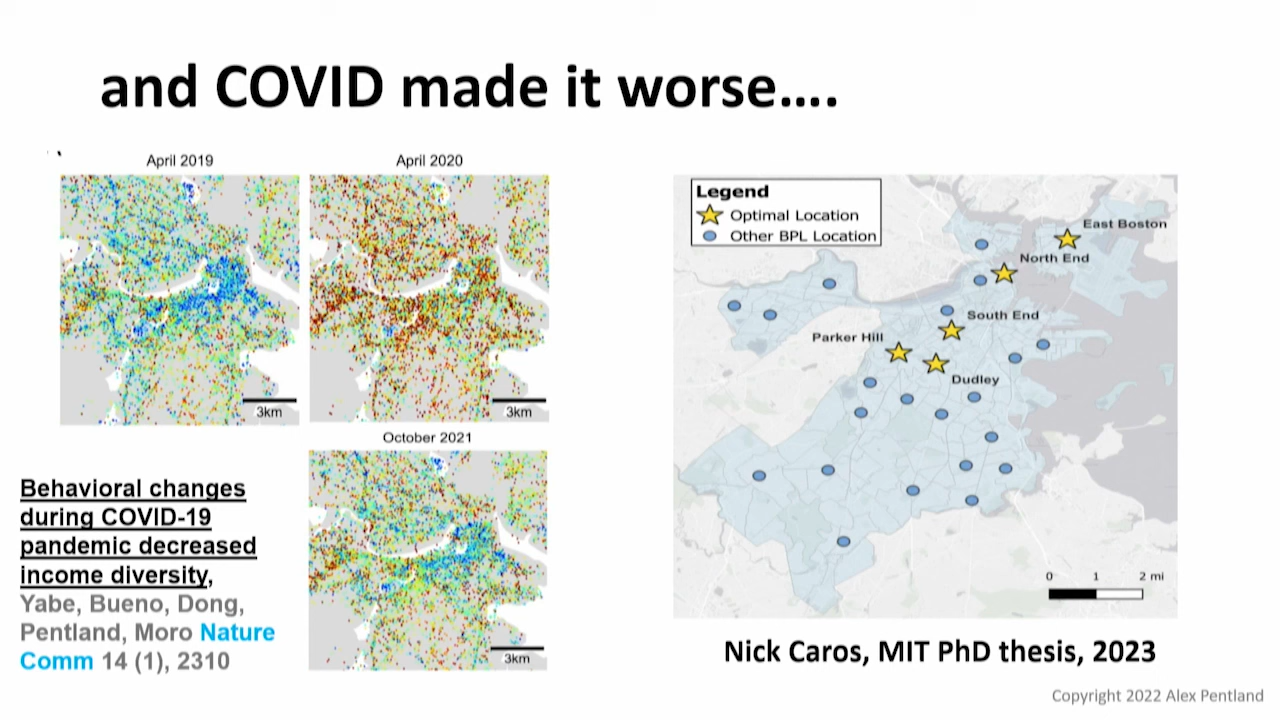 and COVID made it worse....
April 2019
April 2020
3km
3km
October 2021
3km
Behavioral changes
during COVID-19
pandemic decreased
income diversity,
Yabe, Bueno, Dong,
Pentland, Moro Nature
Comm 14 (1), 2310
Legend
Optimal Location
Other BPL Location
East Boston
North End
South End
Parker Hill
Dudley
0 1 2 mi
Nick Caros, MIT PhD thesis, 2023
Copyright 2022 Alex Pentland